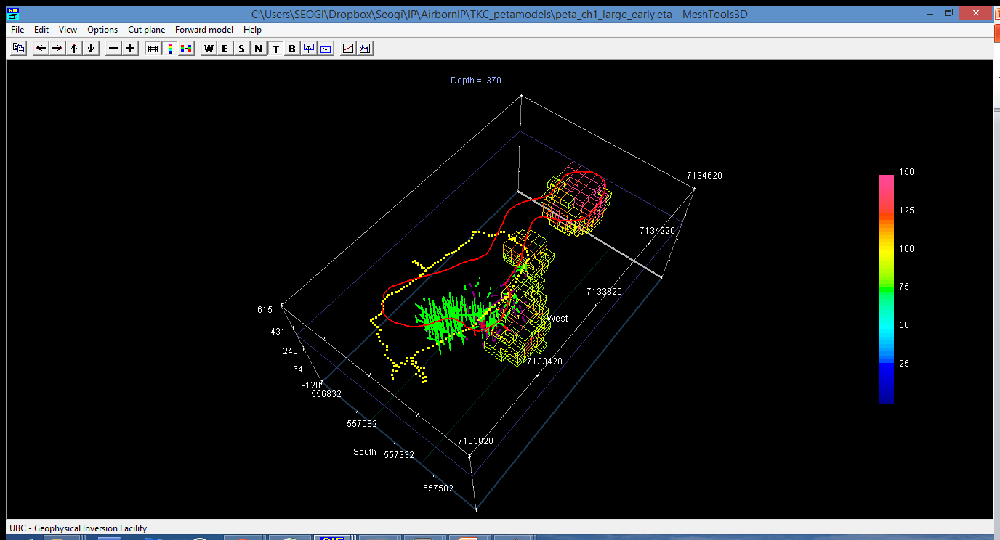 GIF
C:\Users\SEOGI\Dropbox\Seogi\IP\AirbornIP\TKC_petamodels\peta_ch1_large_early.eta - MeshTools3D
File Edit View Options Cut plane Forward model Help
W E S N T B
Depth = 370
150
7134620
125
7134220
100
7133820
75
615
West
50
431
248
7133420
25
64
-120
556832
0
557082
7133020
South
557332
557582
UBC - Geophysical Inversion Facility
GIF